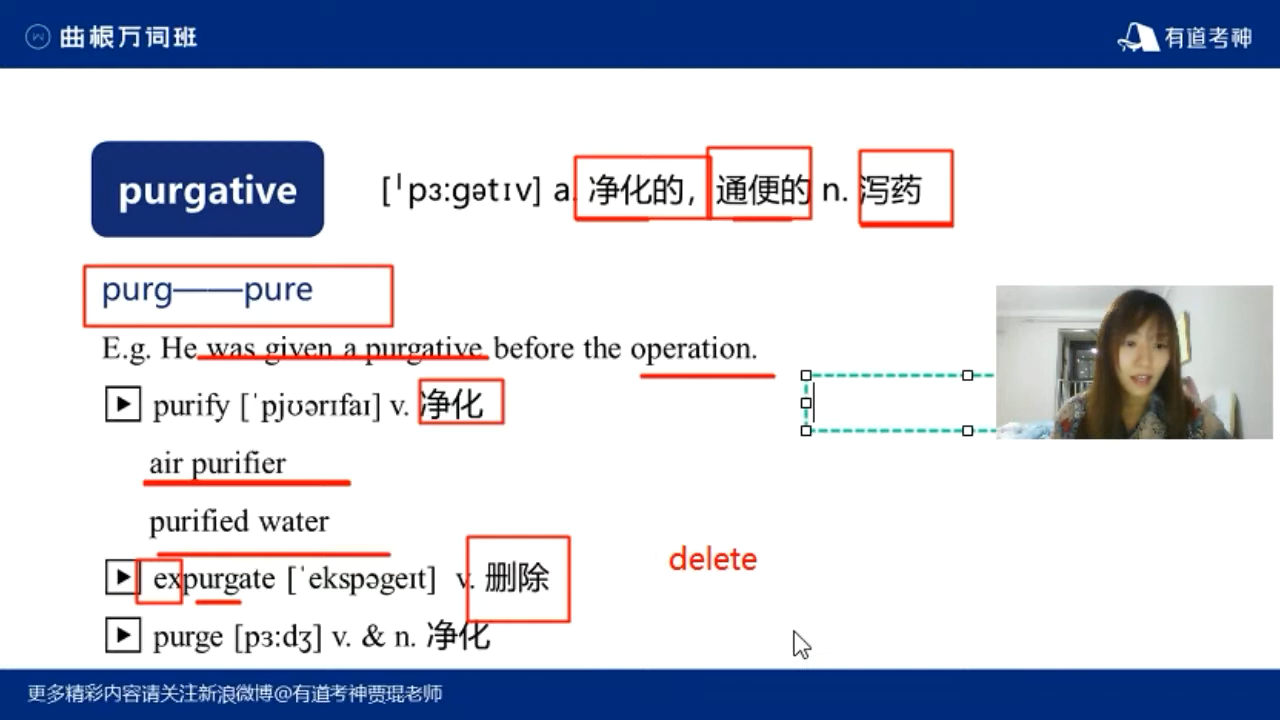 曲根万词班
有道考神
purgative [ˈpɜːgətɪv] a. 净化的，通便的 n. 泻药
purg——pure
E.g. He was given a purgative before the operation.
purify [ˈpjʊərɪfaɪ] v. 净化
air purifier
purified water
expurgate [ˈekspəgeɪt] v. 删除
delete
purge [pɜːdʒ] v. & n. 净化
更多精彩内容请关注新浪微博@有道考神贾琨老师